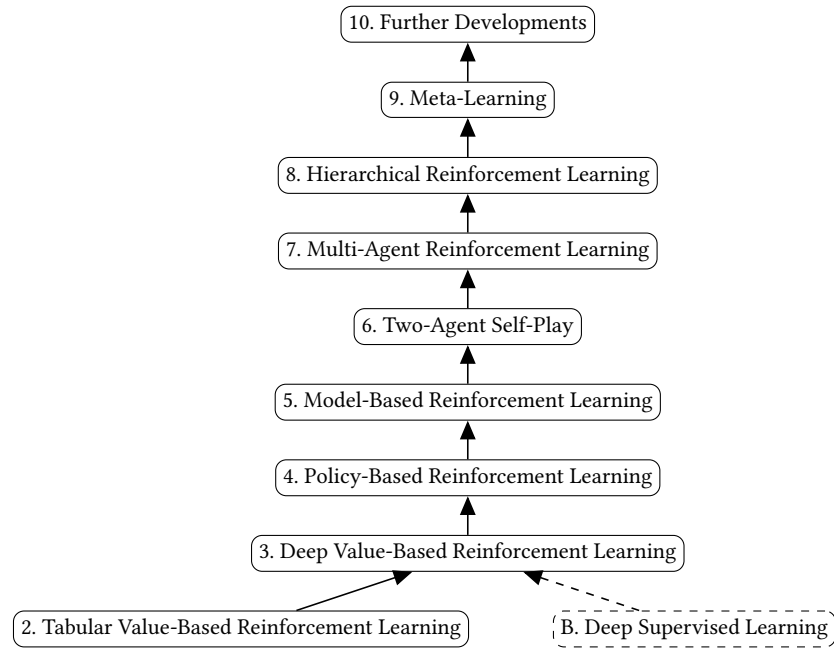 10. Further Developments
9. Meta-Learning
8. Hierarchical Reinforcement Learning
7. Multi-Agent Reinforcement Learning
6. Two-Agent Self-Play
5. Model-Based Reinforcement Learning
4. Policy-Based Reinforcement Learning
3. Deep Value-Based Reinforcement Learning
2. Tabular Value-Based Reinforcement Learning
B. Deep Supervised Learning